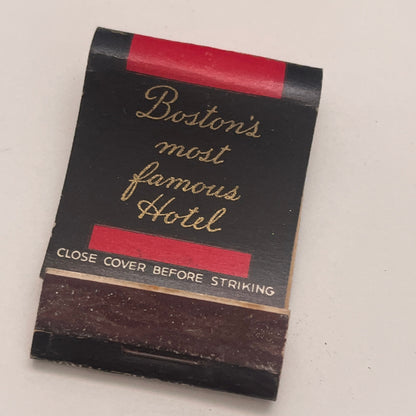 Boston's
most
famous
Hotel
CLOSE COVER BEFORE STRIKING